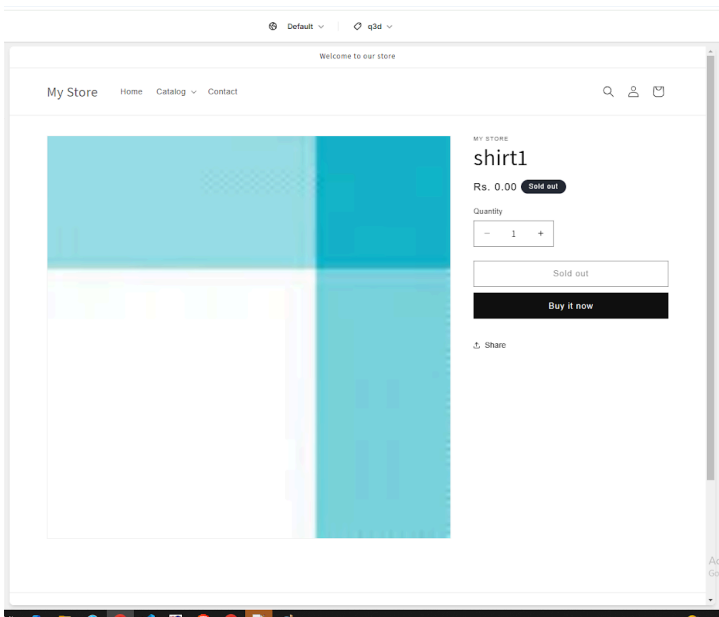 Default q3d
Welcome to our store
My Store Home Catalog Contact
MY STORE
shirt1
Rs. 0.00 Sold out
Quantity
- 1 +
Sold out
Buy it now
Share